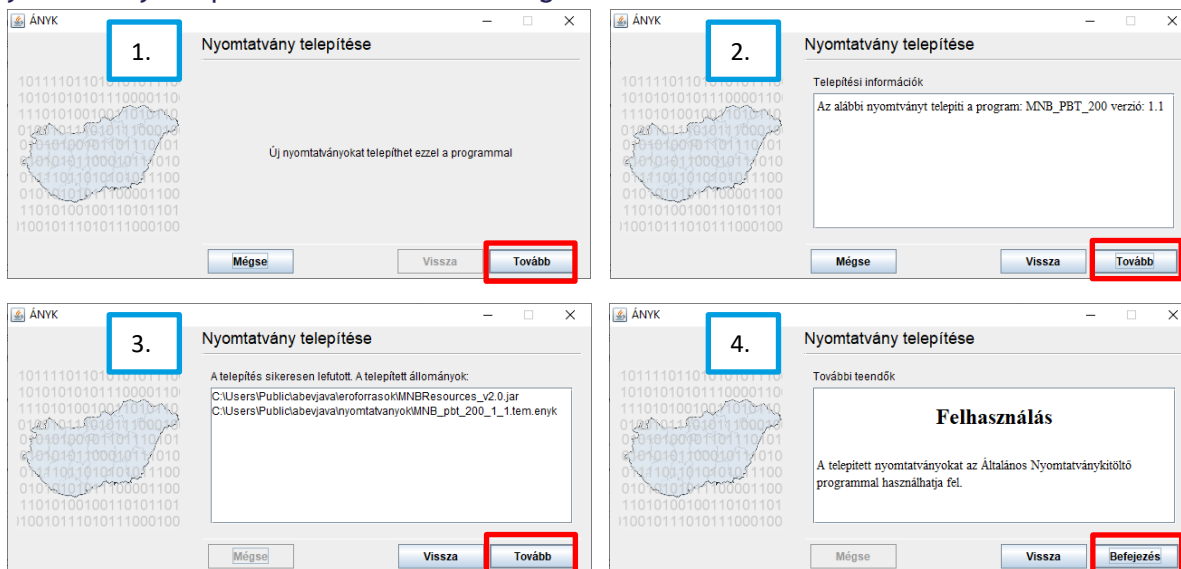 ÁNYK
1.
Nyomtatvány telepítése
Új nyomtatványokat telepíthet ezzel a programmal
Mégse
Vissza
Tovább
ÁNYK
2.
Nyomtatvány telepítése
Telepítési információk
Az alábbi nyomtványt telepiti a program: MNB_PBT_200 verzió: 1.1
Mégse
Vissza
Tovább
ÁNYK
3.
Nyomtatvány telepítése
A telepítés sikeresen lefutott. A telepített állományok:
C:\Users\Public\abevjava\eroforrasok\MNBResources_v2.0.jar
C:\Users\Public\abevjava\nyomtatvanyok\MNB_pbt_200_1_1.tem.enyk
Mégse
Vissza
Tovább
ÁNYK
4.
Nyomtatvány telepítése
További teendők
Felhasználás
A telepitett nyomtatványokat az Általános Nyomtatványkitöltő
programmal használhatja fel.
Mégse
Vissza
Befejezés